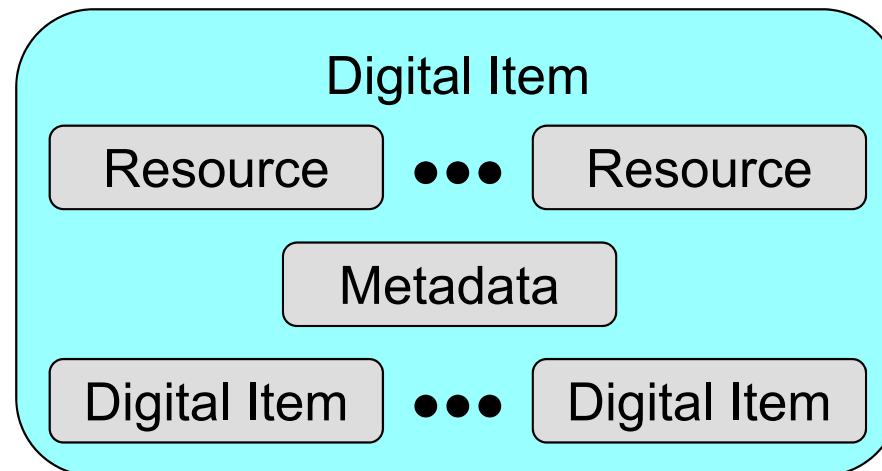 Digital Item
Resource ●●● Resource
Metadata
Digital Item ●●● Digital Item